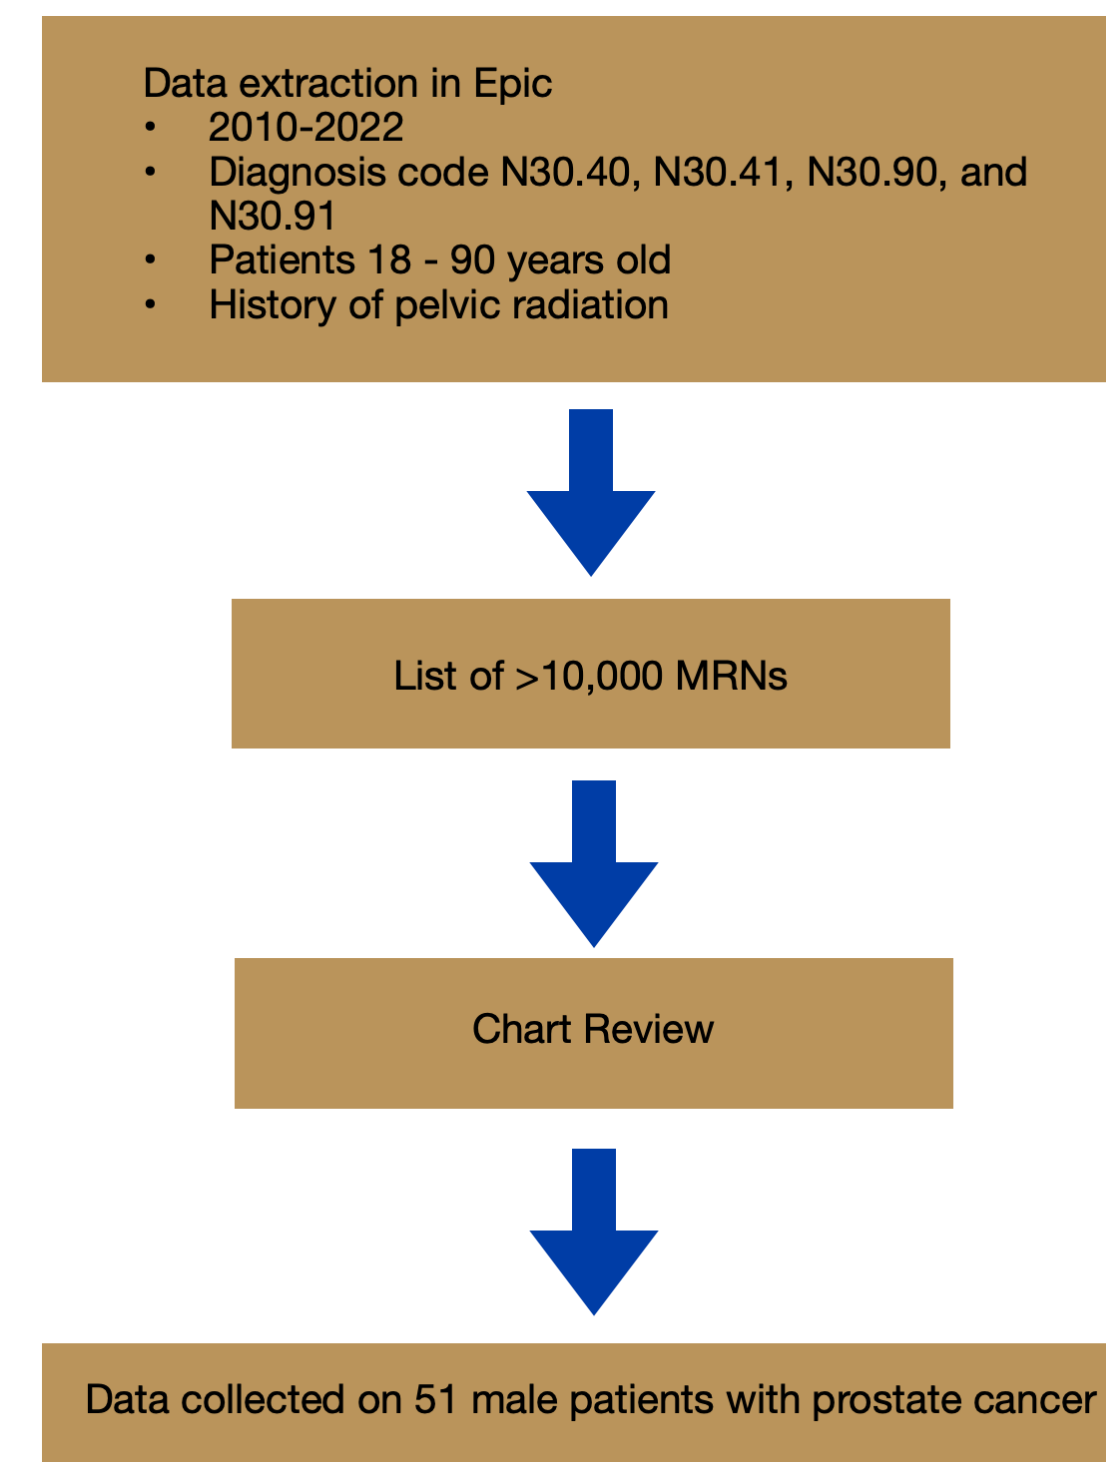 Data extraction in Epic
• 2010-2022
• Diagnosis code N30.40, N30.41, N30.90, and
N30.91
• Patients 18 - 90 years old
• History of pelvic radiation
List of >10,000 MRNs
Chart Review
Data collected on 51 male patients with prostate cancer